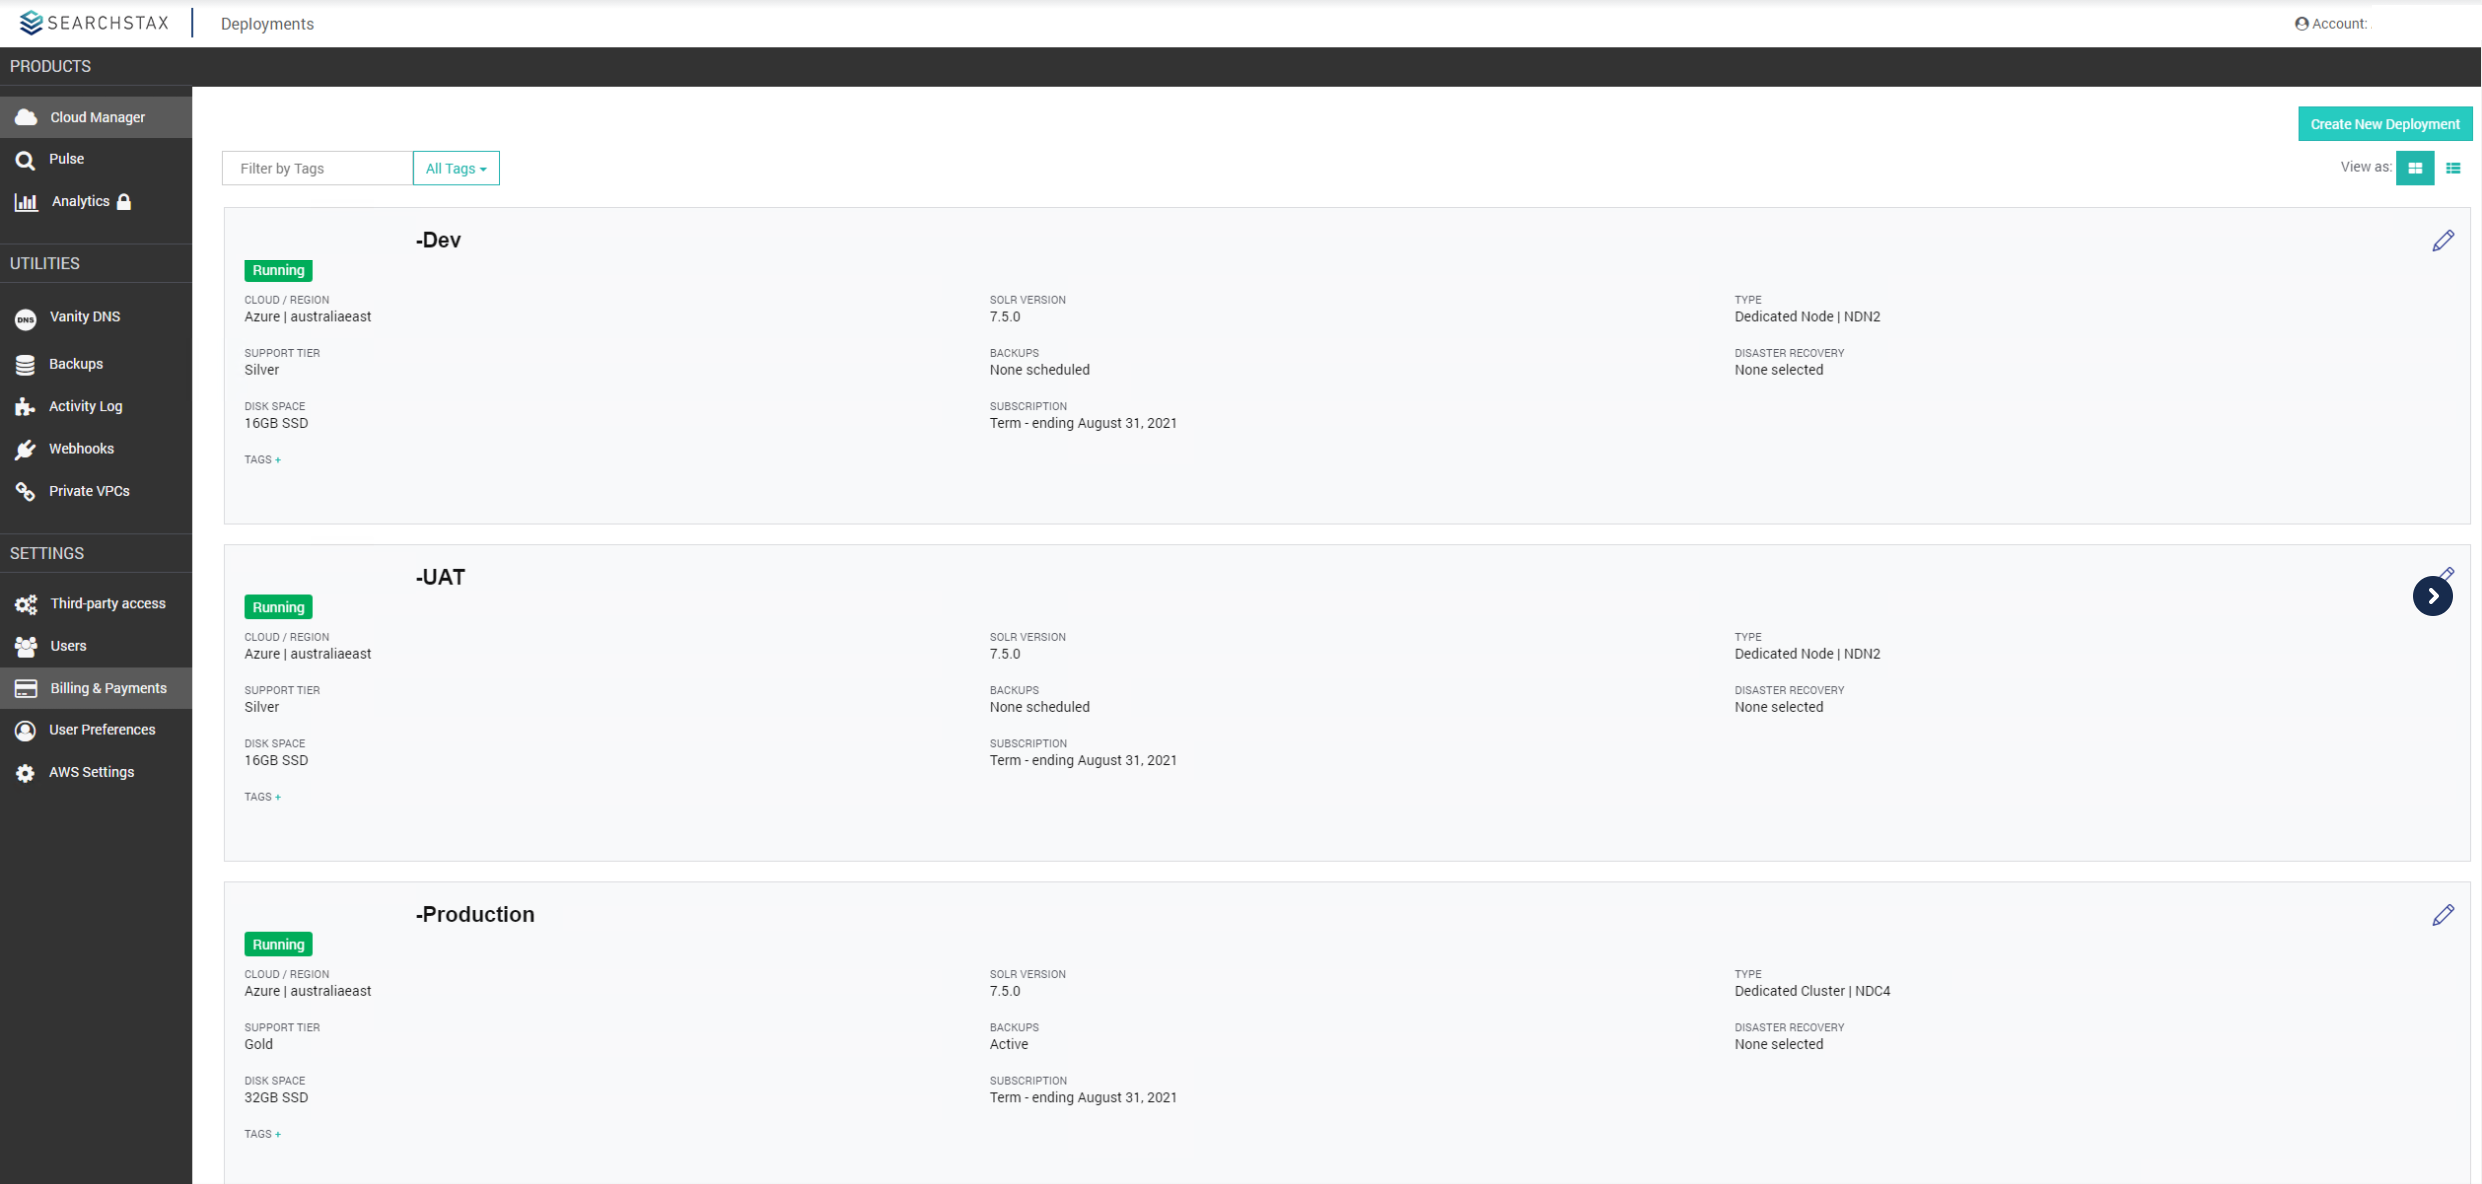 SEARCHSTAX
Deployments
Account:
PRODUCTS
Cloud Manager
Pulse
Analytics
UTILITIES
DNS
Vanity DNS
Backups
Activity Log
Webhooks
Private VPCs
SETTINGS
Third-party access
Users
Billing & Payments
User Preferences
AWS Settings
Create New Deployment
Filter by Tags
All Tags
View as:
-Dev
Running
CLOUD / REGION
Azure | australiaeast
SOLR VERSION
7.5.0
TYPE
Dedicated Node | NDN2
SUPPORT TIER
Silver
BACKUPS
None scheduled
DISASTER RECOVERY
None selected
DISK SPACE
16GB SSD
SUBSCRIPTION
Term - ending August 31, 2021
TAGS +
-UAT
Running
CLOUD / REGION
Azure | australiaeast
SOLR VERSION
7.5.0
TYPE
Dedicated Node | NDN2
SUPPORT TIER
Silver
BACKUPS
None scheduled
DISASTER RECOVERY
None selected
DISK SPACE
16GB SSD
SUBSCRIPTION
Term - ending August 31, 2021
TAGS +
-Production
Running
CLOUD / REGION
Azure | australiaeast
SOLR VERSION
7.5.0
TYPE
Dedicated Cluster | NDC4
SUPPORT TIER
Gold
BACKUPS
Active
DISASTER RECOVERY
None selected
DISK SPACE
32GB SSD
SUBSCRIPTION
Term - ending August 31, 2021
TAGS +